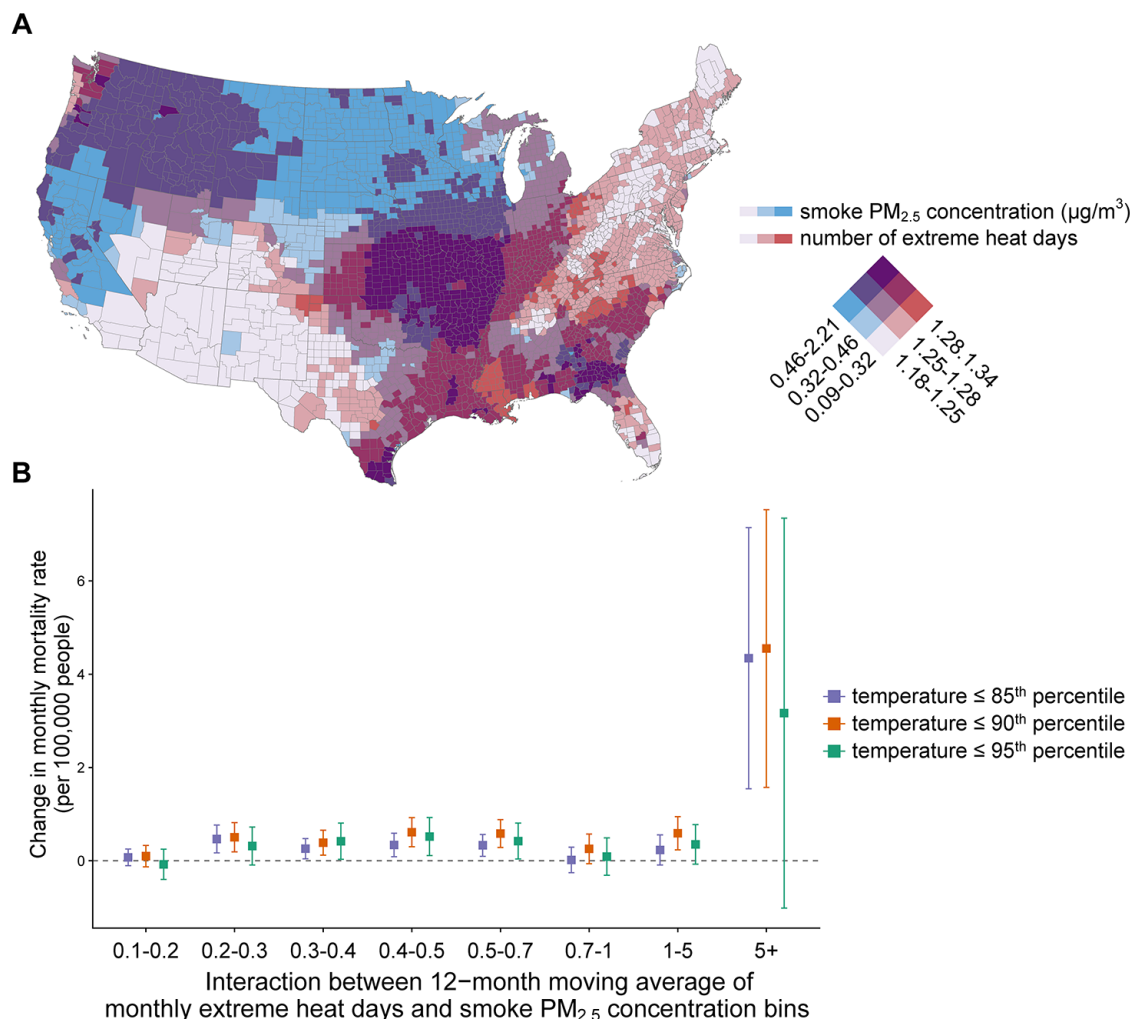 A
smoke PM2.5 concentration (μg/m3)
number of extreme heat days
0.46-2.21
0.32-0.46
0.09-0.32
1.28-1.34
1.25-1.28
1.18-1.25
B
Change in monthly mortality rate
(per 100,000 people)
6
4
2
0
temperature ≤ 85th percentile
temperature ≤ 90th percentile
temperature ≤ 95th percentile
0.1-0.2 0.2-0.3 0.3-0.4 0.4-0.5 0.5-0.7 0.7-1 1-5 5+
Interaction between 12−month moving average of
monthly extreme heat days and smoke PM2.5 concentration bins